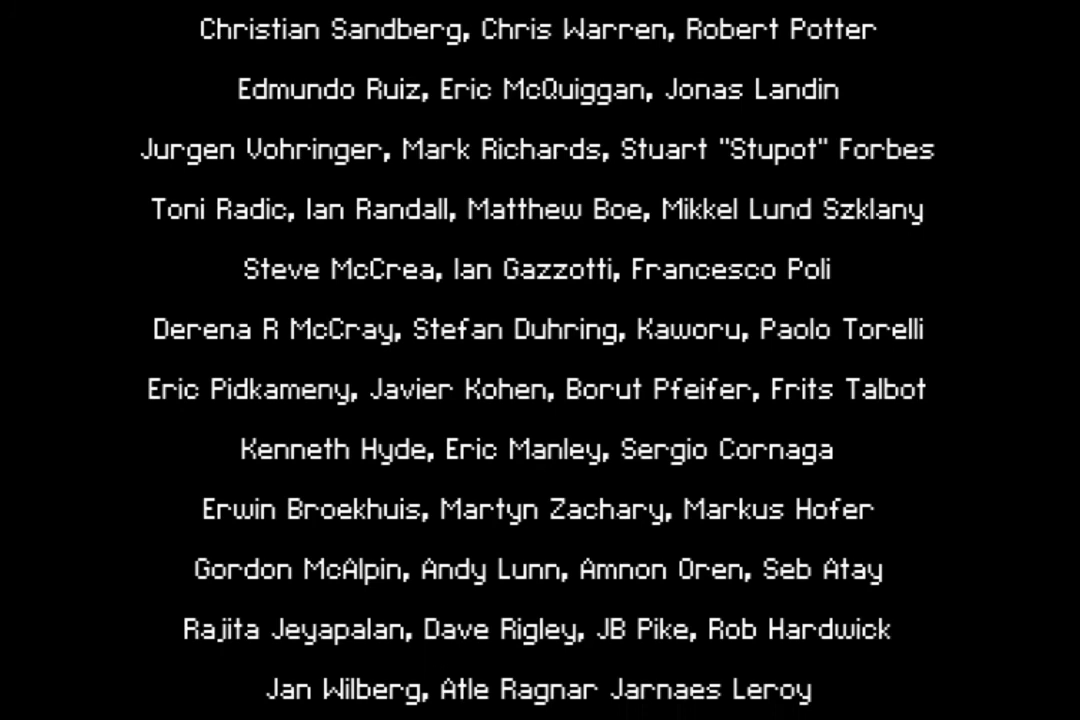 Christian Sandberg, Chris Warren, Robert Potter
Edmundo Ruiz, Eric McQuiggan, Jonas Landin
Jurgen Vohringer, Mark Richards, Stuart "Stupot" Forbes
Toni Radic, Ian Randall, Matthew Boe, Mikkel Lund Szklany
Steve McCrea, Ian Gazzotti, Francesco Poli
Derena R McCray, Stefan Duhring, Kaworu, Paolo Torelli
Eric Pidkameny, Javier Kohen, Borut Pfeifer, Frits Talbot
Kenneth Hyde, Eric Manley, Sergio Cornaga
Erwin Broekhuis, Martyn Zachary, Markus Hofer
Gordon McAlpin, Andy Lunn, Amnon Oren, Seb Atay
Rajita Jeyapalan, Dave Rigley, JB Pike, Rob Hardwick
Jan Wilberg, Atle Ragnar Jarnaes Leroy